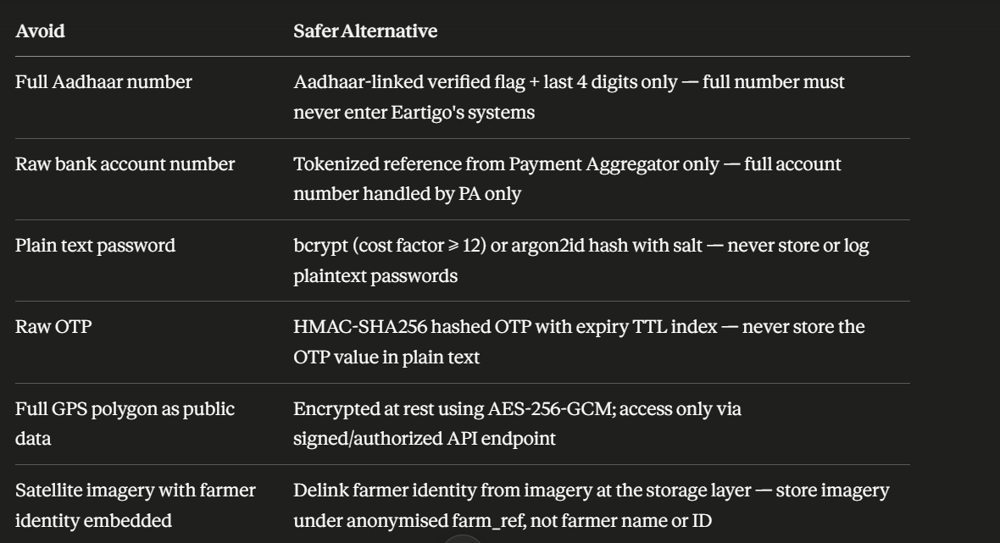 Avoid
Safer Alternative
Full Aadhaar number
Aadhaar-linked verified flag + last 4 digits only — full number must
never enter Eartigo's systems
Raw bank account number
Tokenized reference from Payment Aggregator only — full account
number handled by PA only
Plain text password
bcrypt (cost factor ≥ 12) or argon2id hash with salt — never store or log
plaintext passwords
Raw OTP
HMAC-SHA256 hashed OTP with expiry TTL index — never store the
OTP value in plain text
Full GPS polygon as public
data
Encrypted at rest using AES-256-GCM; access only via
signed/authorized API endpoint
Satellite imagery with farmer
identity embedded
Delink farmer identity from imagery at the storage layer — store imagery
under anonymised farm_ref, not farmer name or ID